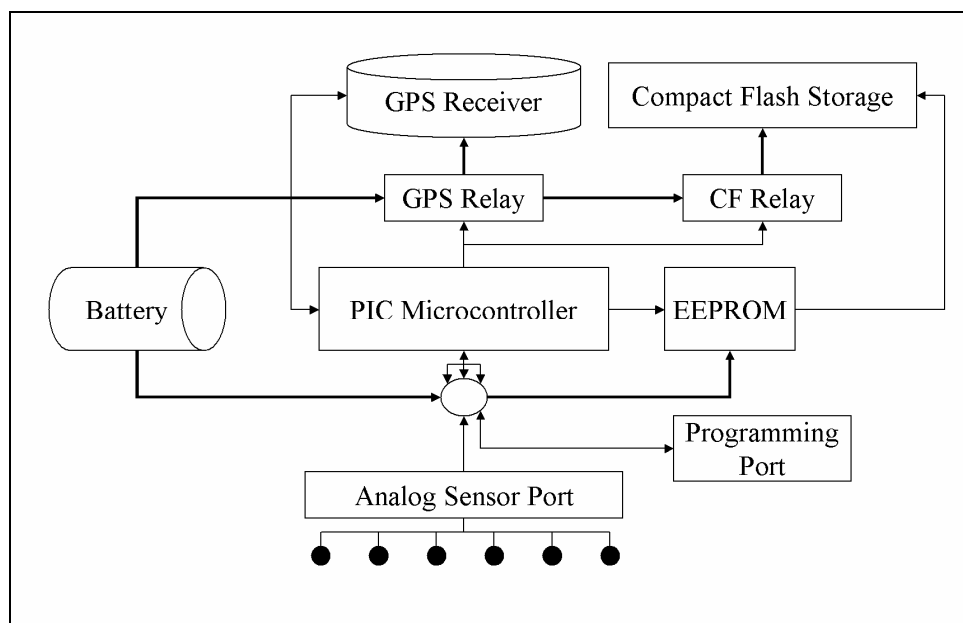 GPS Receiver
Compact Flash Storage
GPS Relay
CF Relay
Battery
PIC Microcontroller
EEPROM
Programming
Port
Analog Sensor Port